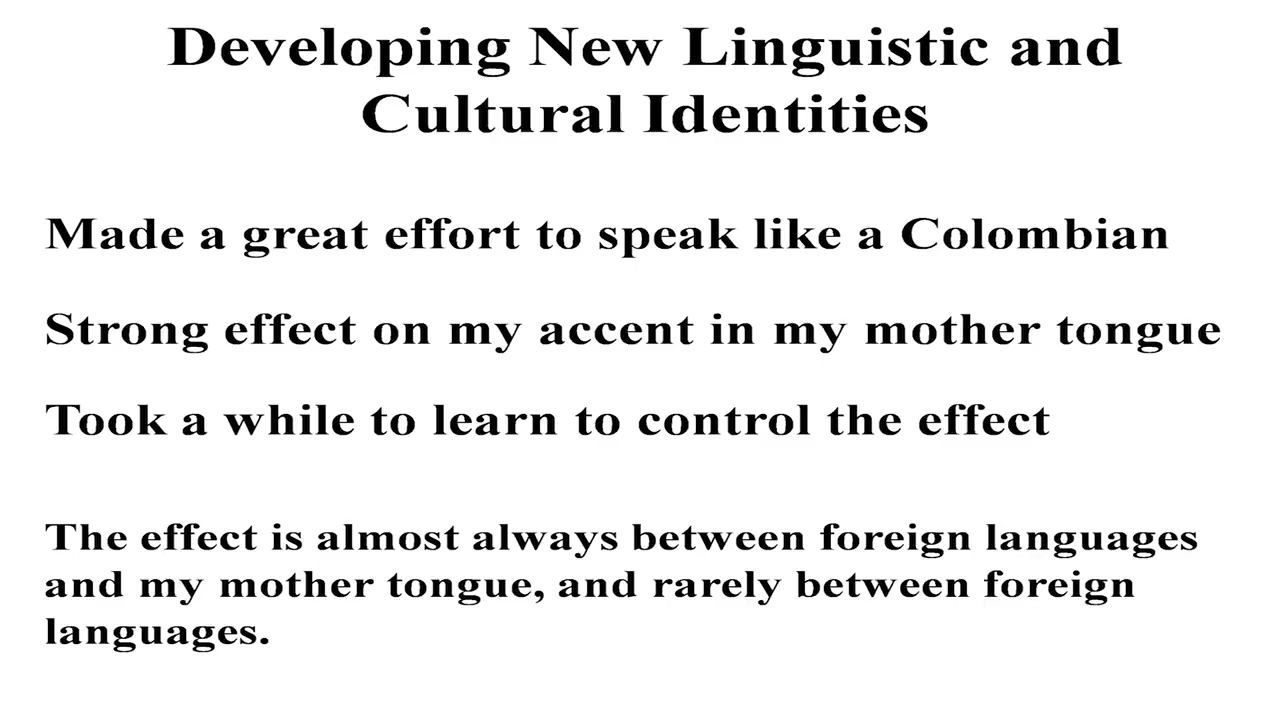 Developing New Linguistic and
Cultural Identities
Made a great effort to speak like a Colombian
Strong effect on my accent in my mother tongue
Took a while to learn to control the effect
The effect is almost always between foreign languages
and my mother tongue, and rarely between foreign
languages.